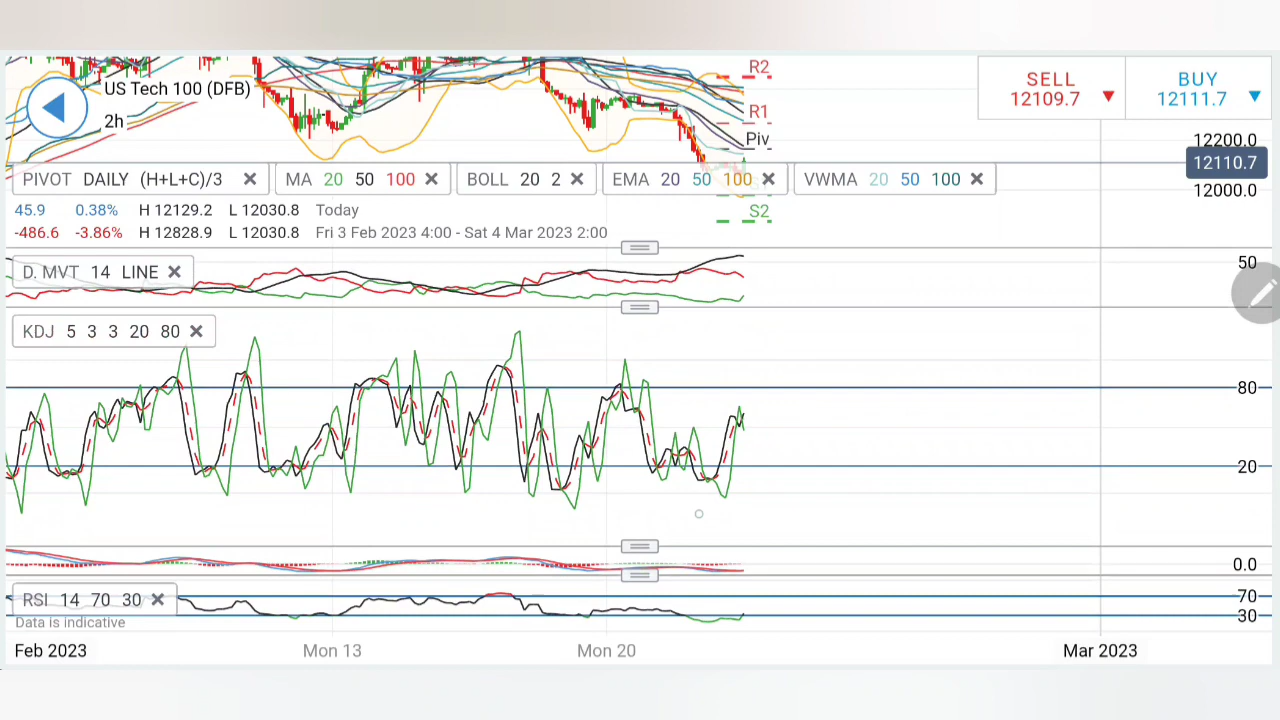 US Tech 100 (DFB)
2h
R2
R1
Piv
S2
SELL
12109.7
BUY
12111.7
12200.0
12110.7
12000.0
PIVOT DAILY (H+L+C)/3
MA 20 50 100
BOLL 20 2
EMA 20 50 100
VWMA 20 50 100
45.9 0.38% H 12129.2 L 12030.8 Today
-486.6 -3.86% H 12828.9 L 12030.8 Fri 3 Feb 2023 4:00 - Sat 4 Mar 2023 2:00
D. MVT 14 LINE
50
KDJ 5 3 3 20 80
80
20
0.0
RSI 14 70 30
70
30
Data is indicative
Feb 2023 Mon 13 Mon 20 Mar 2023